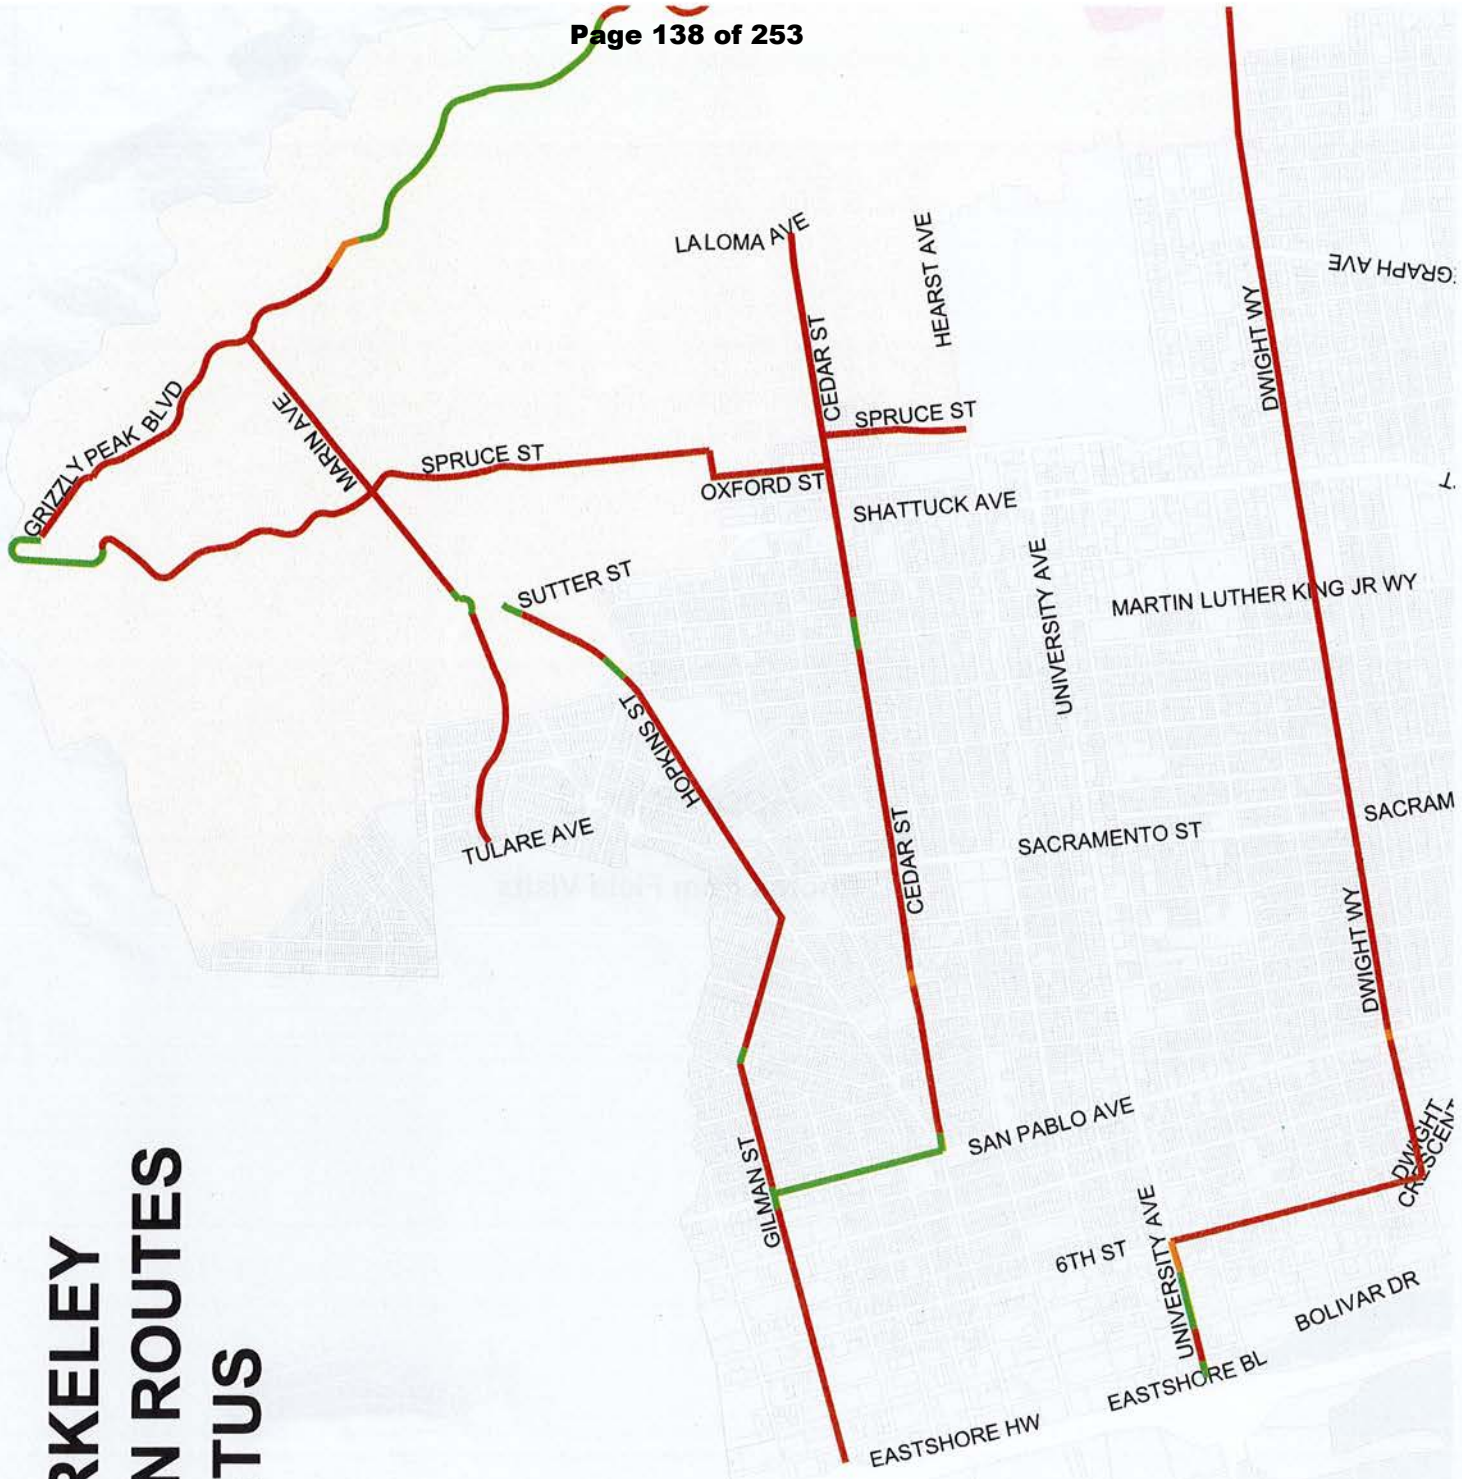 Page 138 of 253
LA LOMA AVE
HEARST AVE
GRAPH AVE
CEDAR ST
DWIGHT WY
GRIZZLY PEAK BLVD
MARIN AVE
SPRUCE ST
SPRUCE ST
OXFORD ST
SHATTUCK AVE
UNIVERSITY AVE
SUTTER ST
MARTIN LUTHER KING JR WY
HOPKINS ST
TULARE AVE
CEDAR ST
SACRAMENTO ST
SACRAM
DWIGHT WY
SAN PABLO AVE
DWIGHT
CRESCENT
GILMAN ST
UNIVERSITY AVE
6TH ST
BOLIVAR DR
EASTSHORE BL
EASTSHORE HW
RKELEY
N ROUTES
TUS